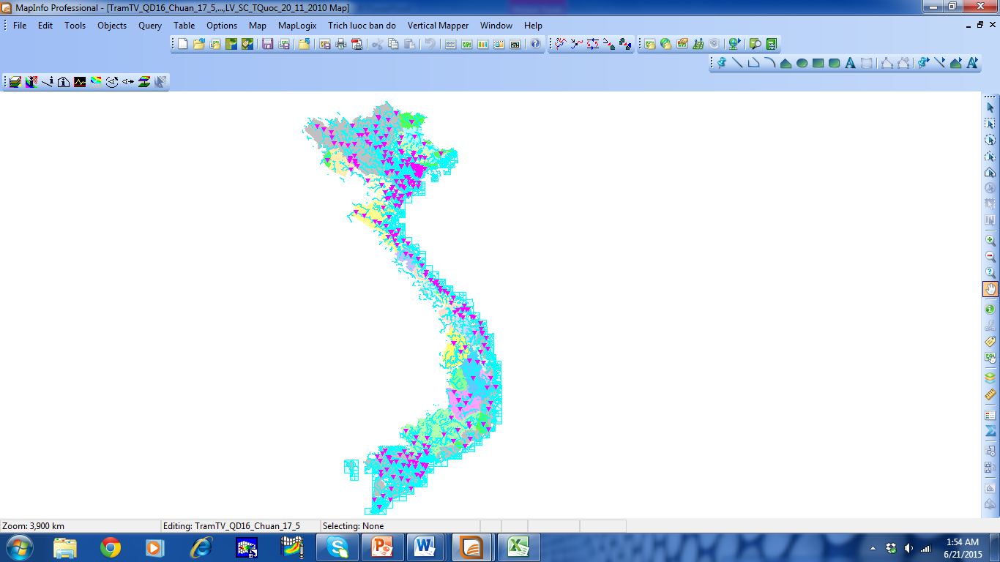 MapInfo Professional - [TramTV_QD16_Chuan_17_5,...,LV_SC_TQuoc_20_11_2010 Map]
File Edit Tools Objects Query Table Options Map MapLogix Trich luoc ban do Vertical Mapper Window Help
Zoom: 3,900 km Editing: TramTV_QD16_Chuan_17_5 Selecting: None
1:54 AM
6/21/2015